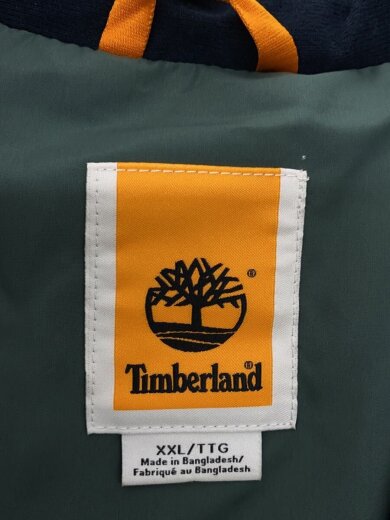 ®
Timberland®
XXL/TTG
Made in Bangladesh/
Fabriqué au Bangladesh